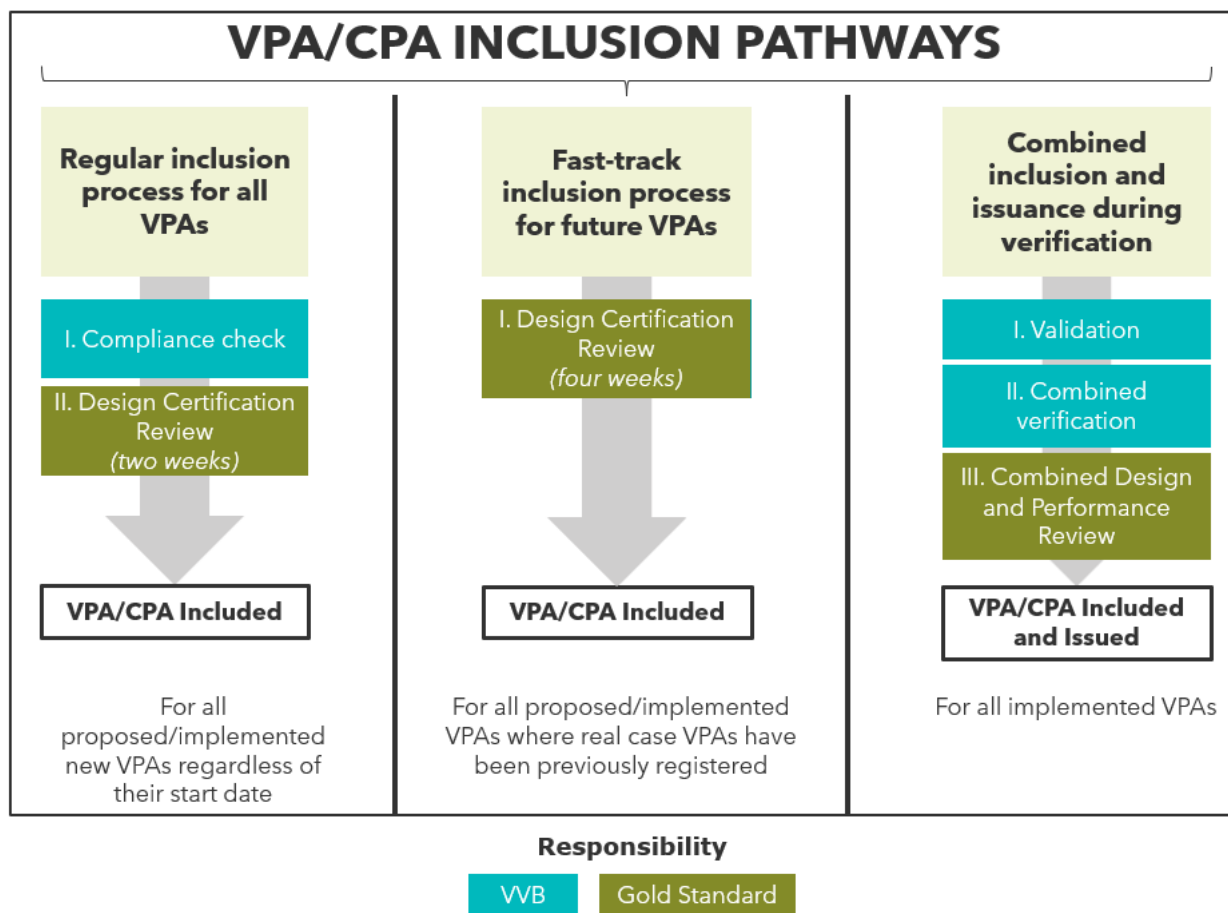 VPA/CPA INCLUSION PATHWAYS
Regular inclusion
process for all
VPAs
I. Compliance check
II. Design Certification
Review
(two weeks)
VPA/CPA Included
For all
proposed/implemented
new VPAs regardless of
their start date
Fast-track
inclusion process
for future VPAs
I. Design Certification
Review
(four weeks)
VPA/CPA Included
For all proposed/implemented
VPAs where real case VPAs have
been previously registered
Combined
inclusion and
issuance during
verification
I. Validation
II. Combined
verification
III. Combined Design
and Performance
Review
VPA/CPA Included
and Issued
For all implemented VPAs
Responsibility
VVB
Gold Standard